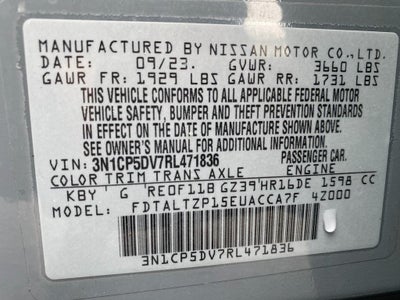 MANUFACTURED BY NISSAN MOTOR CO., LTD.
DATE: 09/23. GVWR: 3660 LBS
GAWR FR: 1929 LBS GAWR RR: 1731 LBS
THIS VEHICLE CONFORMS TO ALL APPLICABLE FEDERAL MOTOR
VEHICLE SAFETY, BUMPER AND THEFT PREVENTION STANDARDS
IN EFFECT ON THE DATE OF MANUFACTURE SHOWN ABOVE.
SEE OWNER'S MANUAL FOR ADDITIONAL INFORMATION.
VIN: 3N1CP5DV7RL471836 PASSENGER CAR.
COLOR TRIM TRANS AXLE ENGINE
KBY G RE0F11B GZ39 HR16DE 1598 CC
FDTALTZP15EUACCA7F 4Z000
3N1CP5DV7RL471836